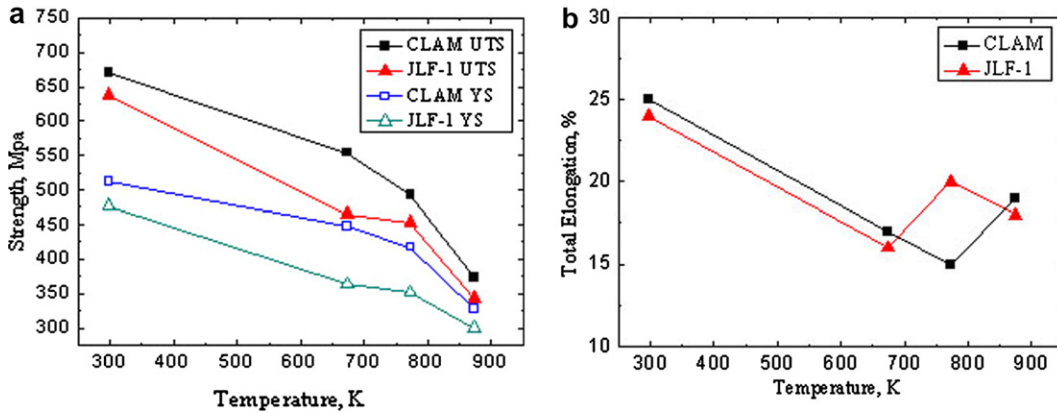 a
750
700
650
600
550
500
450
400
350
300
Strength, Mpa
CLAM UTS
JLF-1 UTS
CLAM YS
JLF-1 YS
300 400 500 600 700 800 900
Temperature, K
b
30
25
20
15
10
Total Elongation, %
CLAM
JLF-1
300 400 500 600 700 800 900
Temperature, K